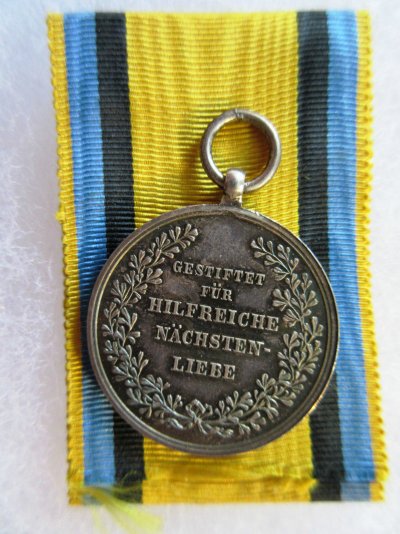 GESTIFTET
FÜR
HILFREICHE
NÄCHSTEN-
LIEBE